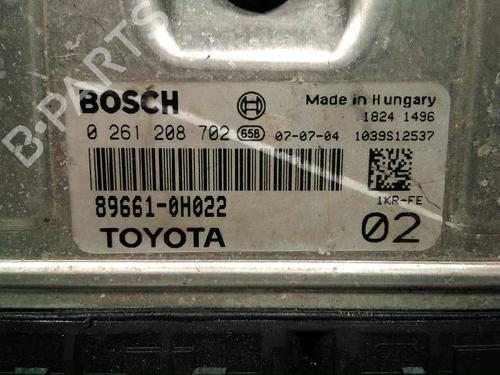 BOSCH
Made in Hungary
1824 1496
0 261 208 702 65B 07-07-04 1039S12537
89661-0H022
1KR-FE
TOYOTA
02
B-PARTS